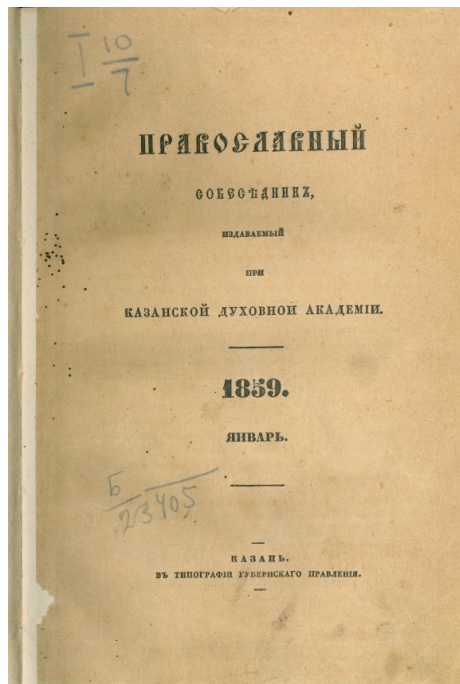 I 10
7
ПРАВОСЛАВНЫЙ
СОБЕСѢДНИКЪ,
ИЗДАВАЕМЫЙ
ПРИ
КАЗАНСКОЙ ДУХОВНОЙ АКАДЕМІИ.
1859.
ЯНВАРЬ.
Б
23405
КАЗАНЬ.
ВЪ ТИПОГРАФІИ ГУБЕРНСКАГО ПРАВЛЕНІЯ.